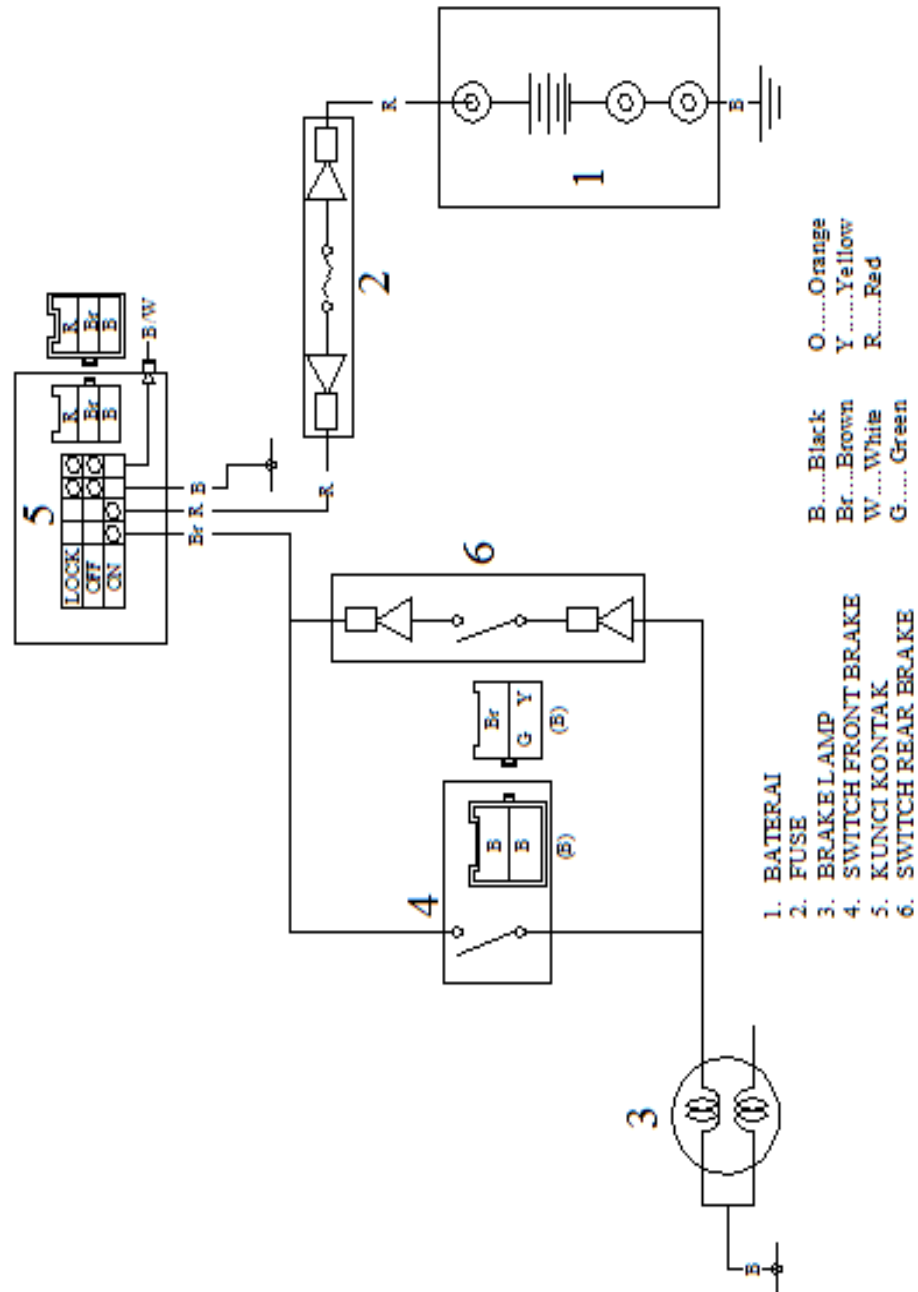 5
LOCK
OFF
ON
R
Br
B
R
Br
B
B/W
Br R B
R
2
R
1
B
6
4
B
B
(B)
Br
G Y
(B)
3
B
1. BATERAI
2. FUSE
3. BRAKE LAMP
4. SWITCH FRONT BRAKE
5. KUNCI KONTAK
6. SWITCH REAR BRAKE
B.....Black
Br....Brown
W....White
G..... Green
O.....Orange
Y.....Yellow
R.....Red